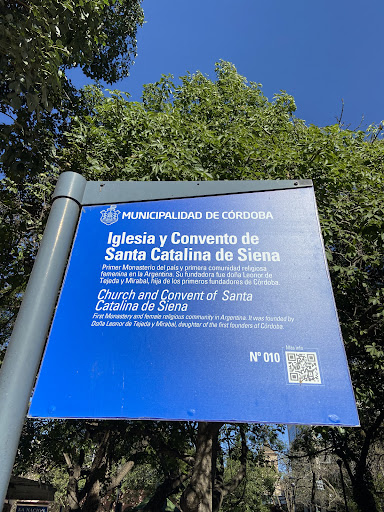 MUNICIPALIDAD DE CÓRDOBA
Iglesia y Convento de
Santa Catalina de Siena
Primer Monasterio del país y primera comunidad religiosa
femenina en la Argentina. Su fundadora fue doña Leonor de
Tejeda y Mirabal, hija de los primeros fundadores de Córdoba.
Church and Convent of Santa
Catalina de Siena
First Monastery and female religious community in Argentina. It was founded by
Doña Leonor de Tejeda y Mirabal, daughter of the first founders of Córdoba.
Más info
N° 010